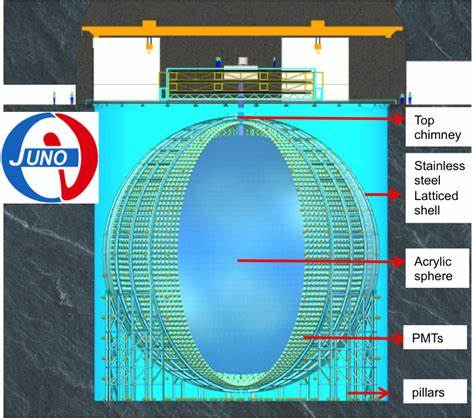 JUNO
Top
chimney
Stainless
steel
Latticed
shell
Acrylic
sphere
PMTs
pillars